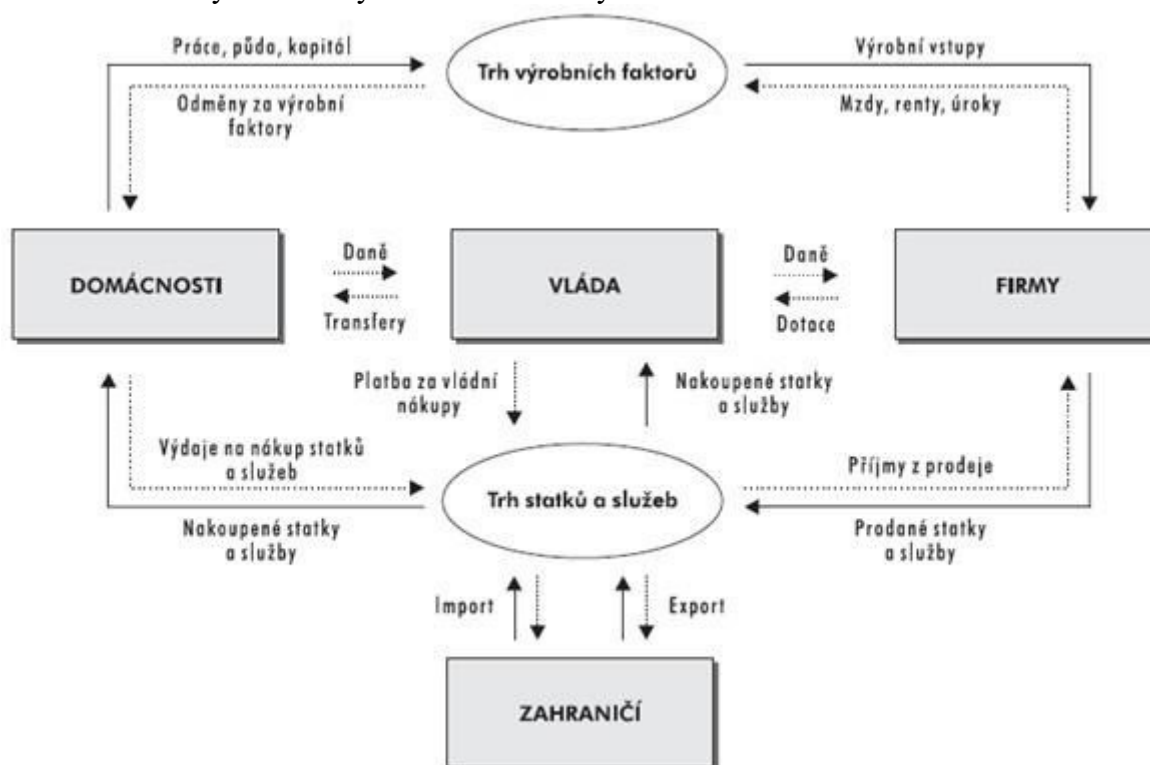 Práce, půda, kapitál
Trh výrobních faktorů
Výrobní vstupy
Odměny za výrobní
faktory
Mzdy, renty, úroky
DOMÁCNOSTI
Daně
Transfery
VLÁDA
Daně
Dotace
FIRMY
Platba za vládní
nákupy
Nakoupené statky
a služby
Výdaje na nákup statků
a služeb
Trh statků a služeb
Příjmy z prodeje
Nakoupené statky
a služby
Prodané statky
a služby
Import
Export
ZAHRANIČÍ